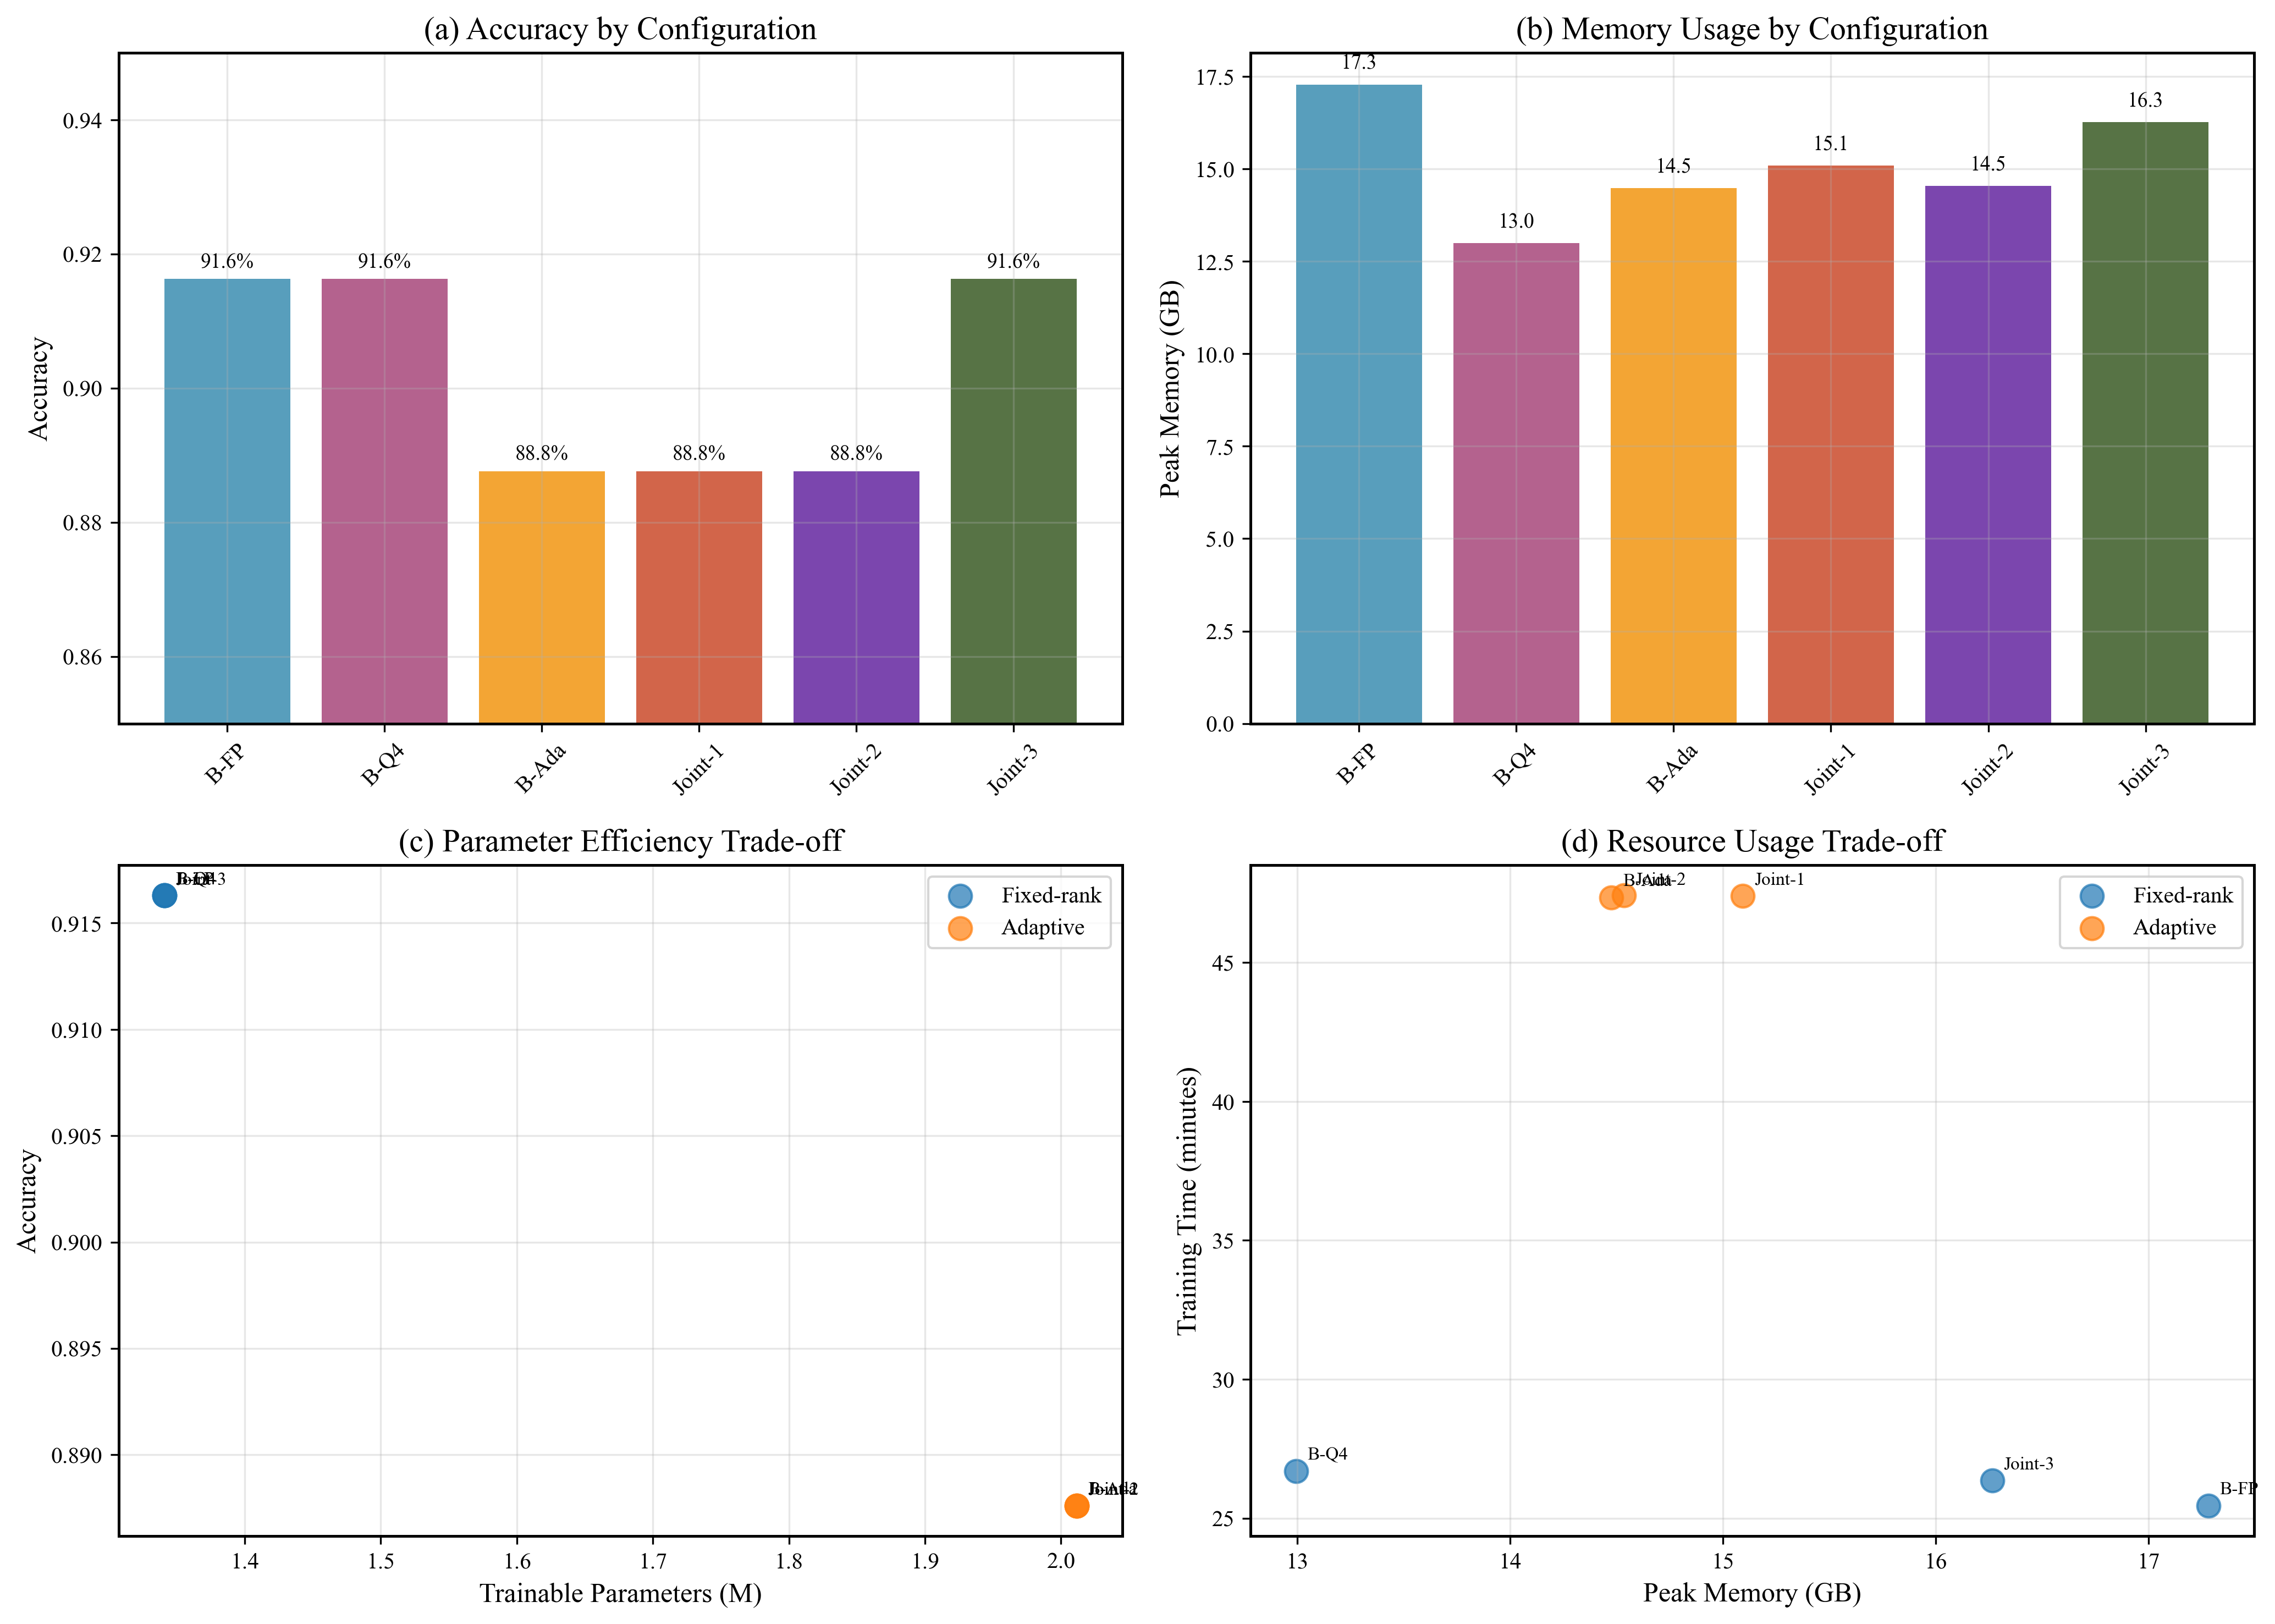 (a) Accuracy by Configuration
Accuracy
0.94
0.92
0.90
0.88
0.86
91.6%
91.6%
88.8%
88.8%
88.8%
91.6%
B-FP
B-Q4
B-Ada
Joint-1
Joint-2
Joint-3
(b) Memory Usage by Configuration
Peak Memory (GB)
17.5
15.0
12.5
10.0
7.5
5.0
2.5
0.0
17.3
13.0
14.5
15.1
14.5
16.3
B-FP
B-Q4
B-Ada
Joint-1
Joint-2
Joint-3
(c) Parameter Efficiency Trade-off
Accuracy
0.915
0.910
0.905
0.900
0.895
0.890
Fixed-rank
Adaptive
1.4
1.5
1.6
1.7
1.8
1.9
2.0
Trainable Parameters (M)
(d) Resource Usage Trade-off
Training Time (minutes)
45
40
35
30
25
B-Ada
Joint-2
Joint-1
Fixed-rank
Adaptive
B-Q4
Joint-3
B-FP
13
14
15
16
17
Peak Memory (GB)